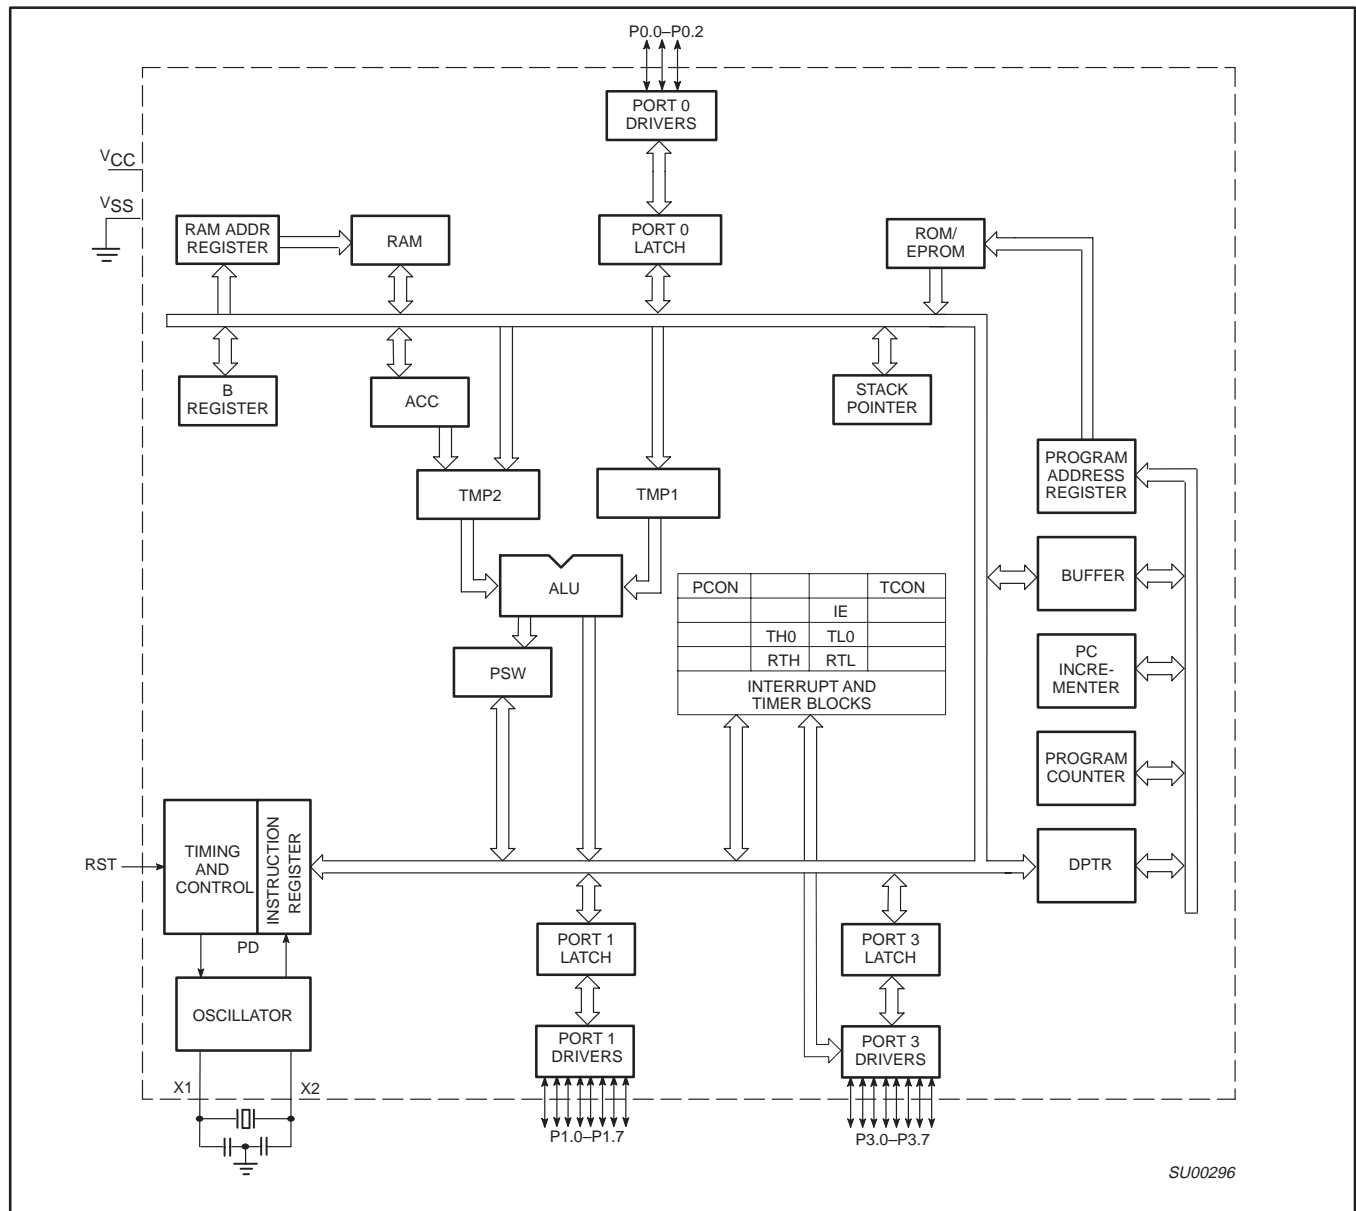 P0.0–P0.2
PORT 0
DRIVERS
VCC
VSS
RAM ADDR
REGISTER
RAM
PORT 0
LATCH
ROM/
EPROM
B
REGISTER
ACC
STACK
POINTER
TMP2
TMP1
PROGRAM
ADDRESS
REGISTER
ALU
BUFFER
PCON TCON
IE
TH0 TL0
RTH RTL
INTERRUPT AND
TIMER BLOCKS
PSW
PC
INCRE-
MENTER
PROGRAM
COUNTER
RST
TIMING
AND
CONTROL
INSTRUCTION
REGISTER
DPTR
PD
PORT 1
LATCH
PORT 3
LATCH
OSCILLATOR
PORT 1
DRIVERS
PORT 3
DRIVERS
X1 X2
P1.0–P1.7
P3.0–P3.7
SU00296